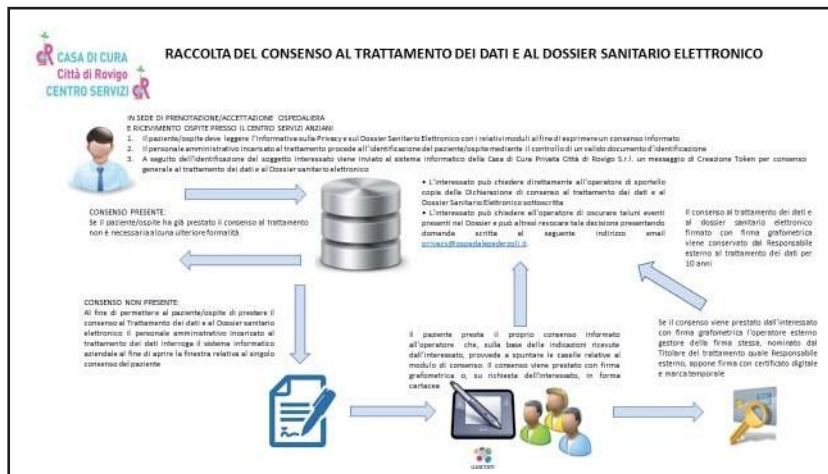 CASA DI CURA
Città di Rovigo
CENTRO SERVIZI
RACCOLTA DEL CONSENSO AL TRATTAMENTO DEI DATI E AL DOSSIER SANITARIO ELETTRONICO
IN SEDE DI PRENOTAZIONE/ACCETTAZIONE OSPEDALIERA
E RICEVIMENTO OSPITE PRESSO IL CENTRO SERVIZI ANZIANI
1. Il paziente/ospite deve leggere l'Informativa sulla Privacy e sul Dossier Sanitario Elettronico con i relativi moduli al fine di esprimere un consenso informato
2. Il personale amministrativo incaricato al trattamento procede all'identificazione del paziente/ospite mediante il controllo di un valido documento d'identificazione
3. A seguito dell'identificazione del soggetto interessato viene inviato al sistema informatico della Casa di Cura Privata Città di Rovigo S.r.l. un messaggio di Creazione Token per consenso
generale al trattamento dei dati e al Dossier sanitario elettronico
CONSENSO PRESENTE:
Se il paziente/ospite ha già prestato il consenso al trattamento
non è necessaria alcuna ulteriore formalità.
• L'interessato può chiedere direttamente all'operatore di sportello
copia della Dichiarazione di consenso al trattamento dei dati e al
Dossier Sanitario Elettronico sottoscritta
• L'interessato può chiedere all'operatore di oscurare taluni eventi
presenti nel Dossier e può altresì revocare tale decisione presentando
domanda scritta al seguente indirizzo email
privacy@ospedalepederzoli.it.
Il consenso al trattamento dei dati e al
dossier sanitario elettronico
firmato con firma grafometrica
viene conservato dal Responsabile
esterno al trattamento dei dati per
10 anni
CONSENSO NON PRESENTE:
Al fine di permettere al paziente/ospite di prestare il
consenso al Trattamento dei dati e al Dossier sanitario
elettronico il personale amministrativo incaricato al
trattamento dei dati interroga il sistema informatico
aziendale al fine di aprire la finestra relativa al singolo
consenso del paziente
Il paziente presta il proprio consenso informato
all'operatore che, sulla base delle indicazioni ricevute
dall'interessato, provvede a spuntare le caselle relative al
modulo di consenso. Il consenso viene prestato con firma
grafometrica o, su richiesta dell'interessato, in forma
cartacea
Se il consenso viene prestato dall'interessato
con firma grafometrica l'operatore esterno
gestore della firma stessa, nominato dal
Titolare del trattamento quale Responsabile
esterno, appone firma con certificato digitale
e marca temporale
wacom